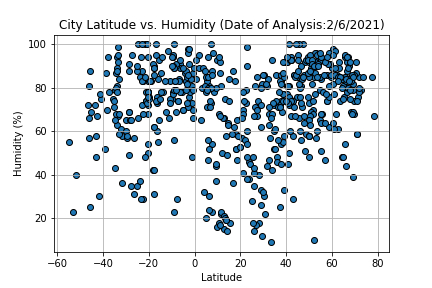 City Latitude vs. Humidity (Date of Analysis:2/6/2021)
Humidity (%)
100
80
60
40
20
−60 −40 −20 0 20 40 60 80
Latitude